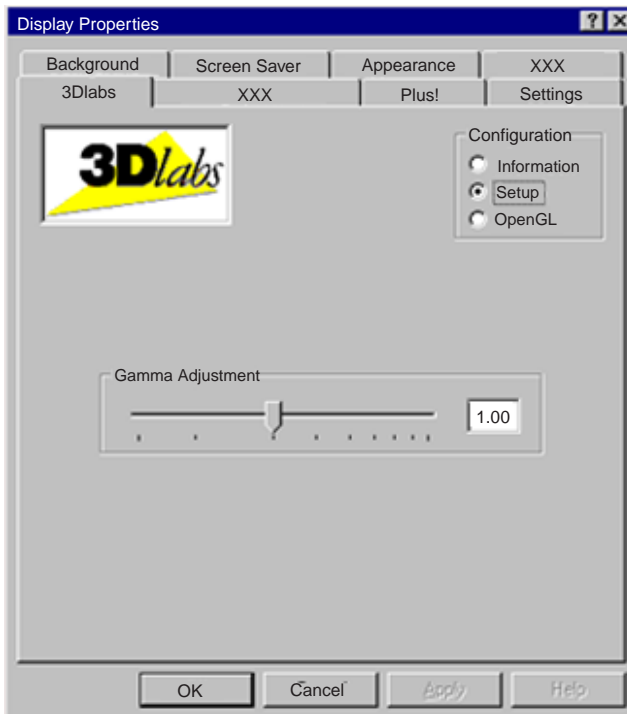 Display Properties
Background Screen Saver Appearance XXX
3Dlabs XXX Plus! Settings
3Dlabs
Configuration
Information
Setup
OpenGL
Gamma Adjustment
1.00
OK Cancel Apply Help